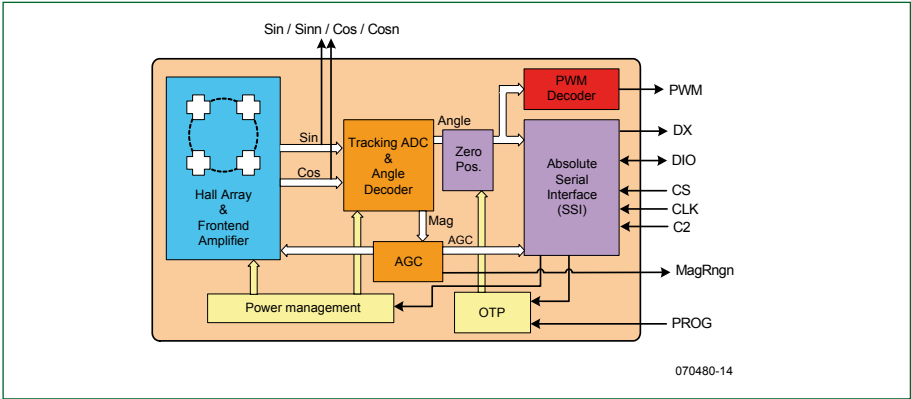 Sin / Sinn / Cos / Cosn
PWM
Decoder
PWM
Hall Array
&
Frontend
Amplifier
Sin
Cos
Tracking ADC
&
Angle
Decoder
Angle
Zero
Pos.
Absolute
Serial
Interface
(SSI)
DX
DIO
CS
CLK
C2
Mag
AGC
AGC
MagRngn
Power management
OTP
PROG
070480-14